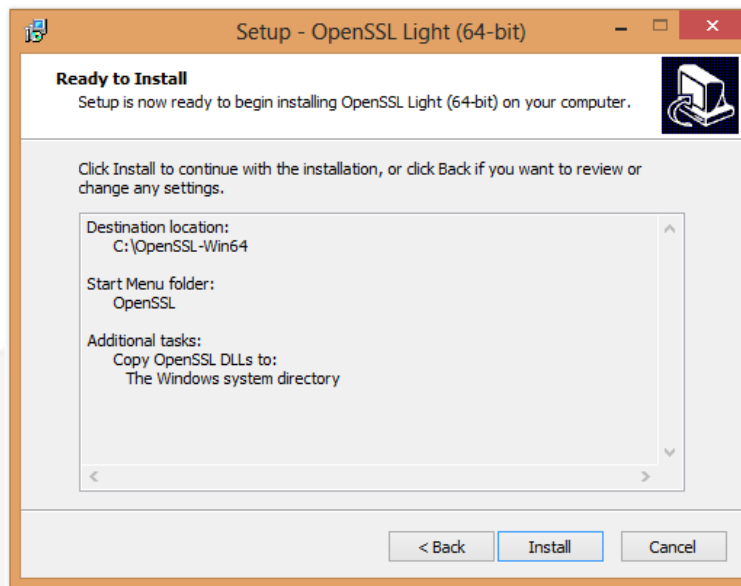 Setup - OpenSSL Light (64-bit)
Ready to Install
Setup is now ready to begin installing OpenSSL Light (64-bit) on your computer.
Click Install to continue with the installation, or click Back if you want to review or
change any settings.
Destination location:
C:\OpenSSL-Win64
Start Menu folder:
OpenSSL
Additional tasks:
Copy OpenSSL DLLs to:
The Windows system directory
< Back
Install
Cancel